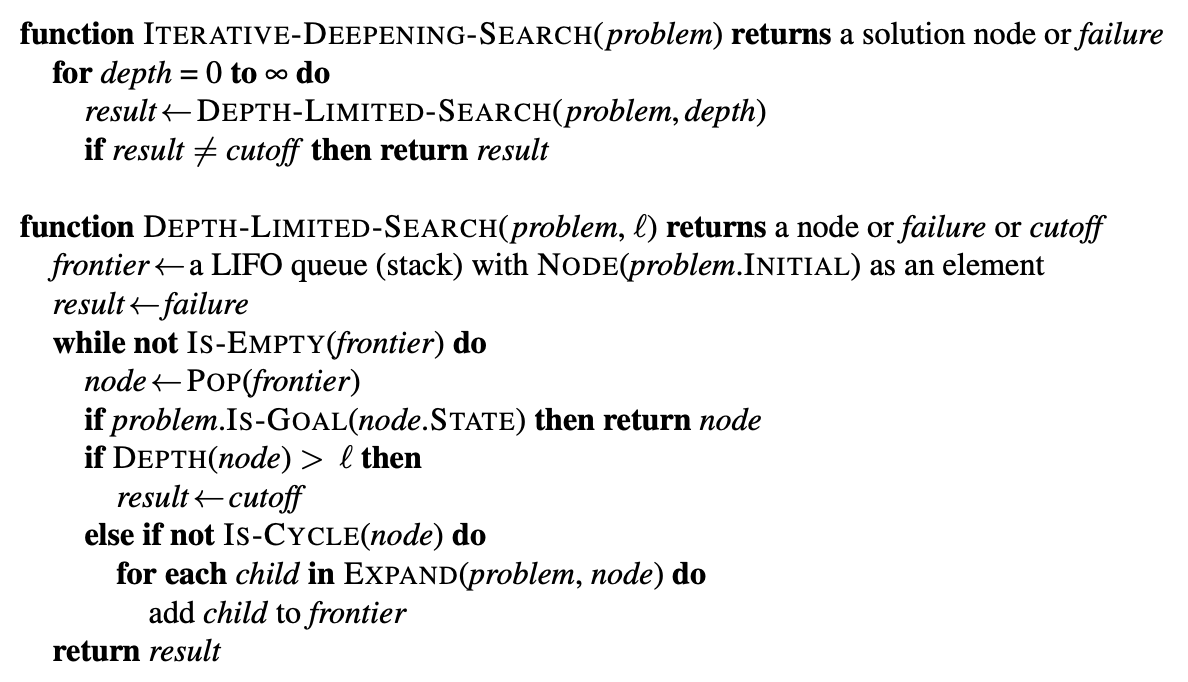 function ITERATIVE-DEEPENING-SEARCH(problem) returns a solution node or failure
for depth = 0 to ∞ do
result ← DEPTH-LIMITED-SEARCH(problem, depth)
if result ≠ cutoff then return result
function DEPTH-LIMITED-SEARCH(problem, ℓ) returns a node or failure or cutoff
frontier ← a LIFO queue (stack) with NODE(problem.INITIAL) as an element
result ← failure
while not IS-EMPTY(frontier) do
node ← POP(frontier)
if problem.IS-GOAL(node.STATE) then return node
if DEPTH(node) > ℓ then
result ← cutoff
else if not IS-CYCLE(node) do
for each child in EXPAND(problem, node) do
add child to frontier
return result